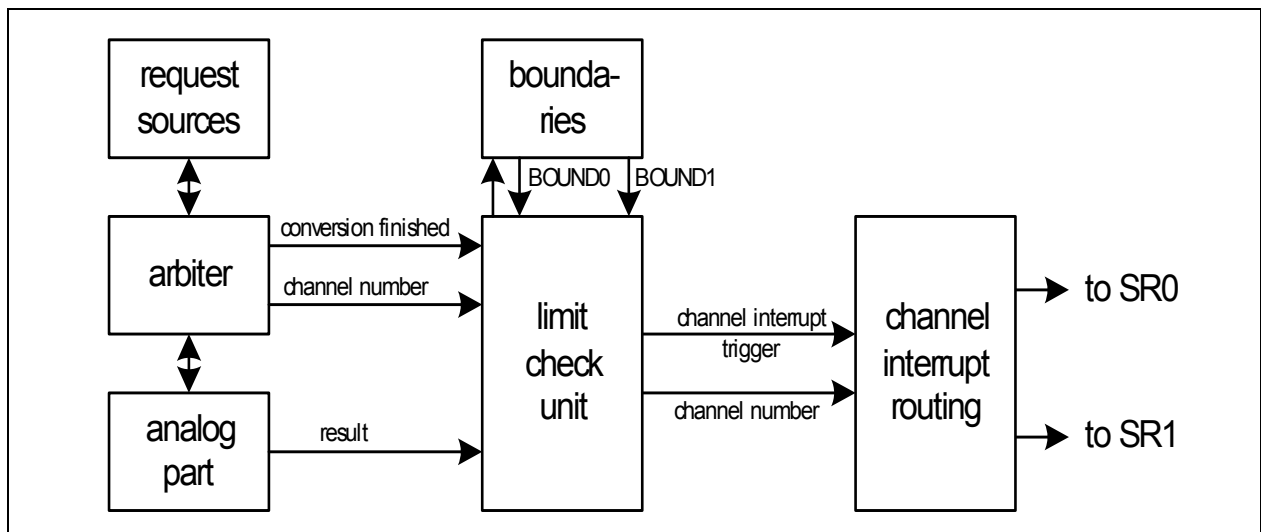 request
sources
bounda-
ries
BOUND0
BOUND1
arbiter
conversion finished
channel number
limit
check
unit
channel interrupt
trigger
channel number
channel
interrupt
routing
to SR0
to SR1
analog
part
result